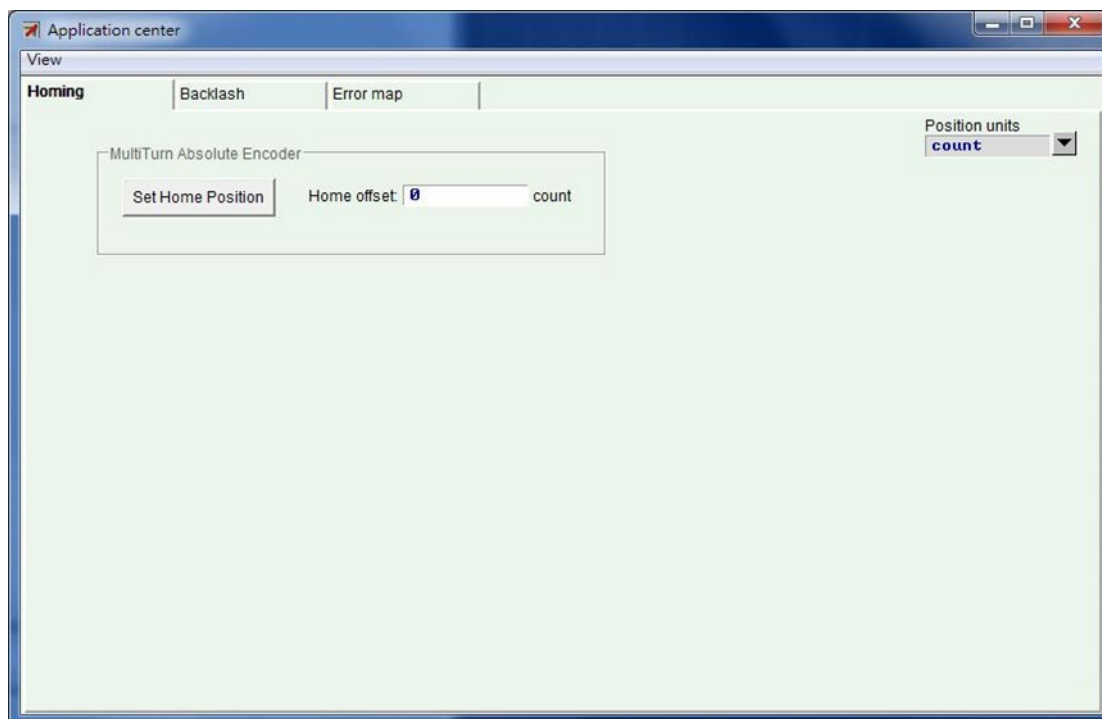 Application center
View
Homing Backlash Error map
Position units
count
MultiTurn Absolute Encoder
Set Home Position Home offset: 0 count